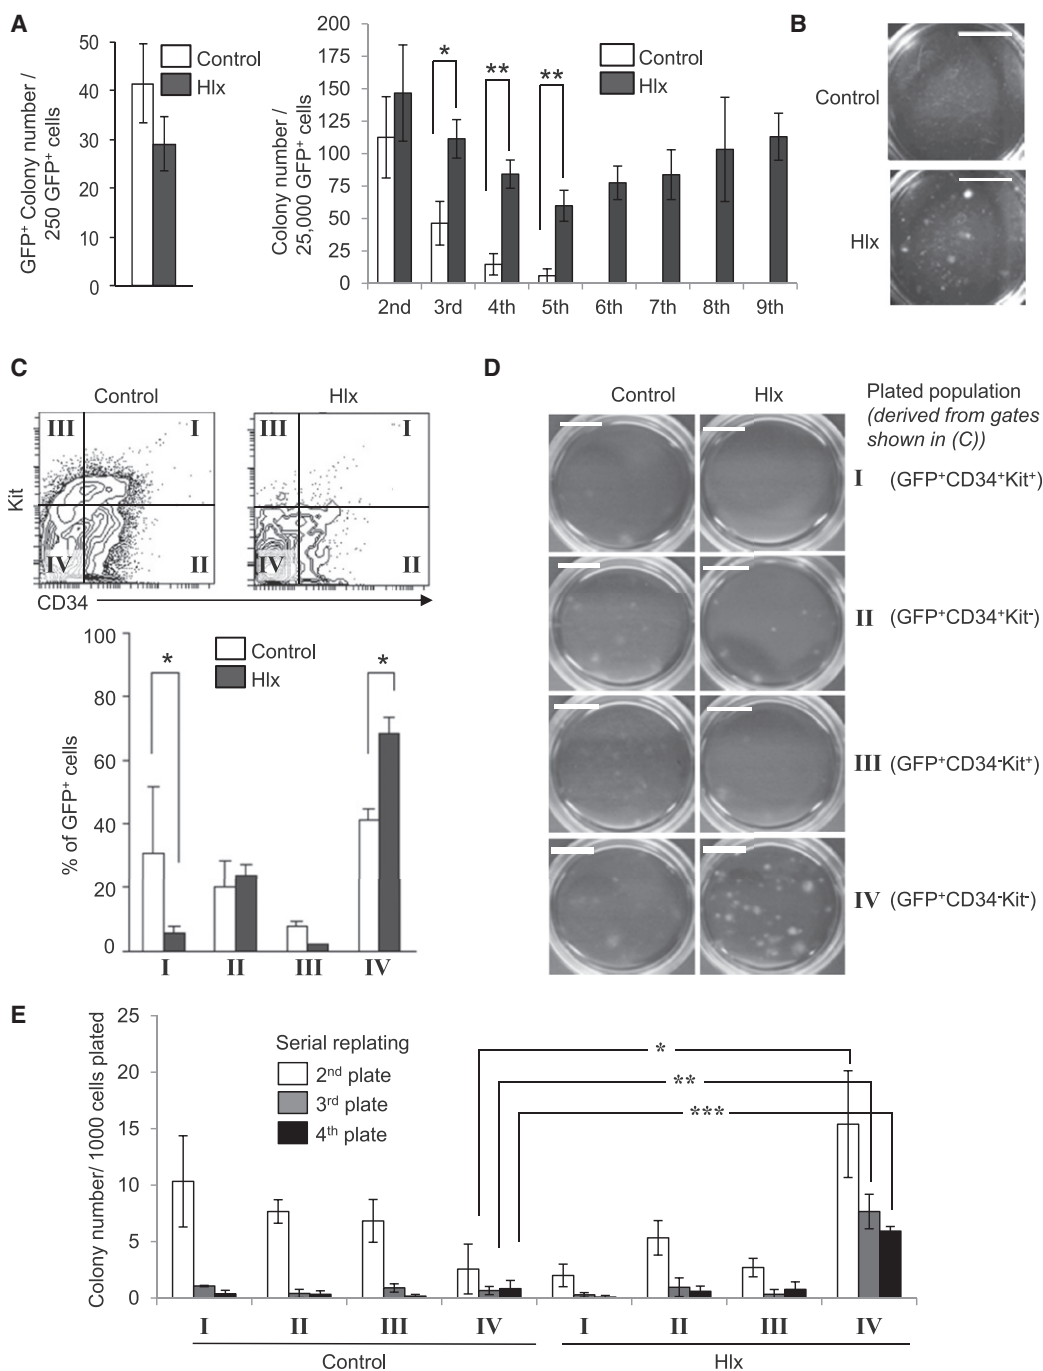 A
GFP+ Colony number /
250 GFP+ cells
50
40
30
20
10
0
Control
Hlx
Colony number /
25,000 GFP+ cells
200
175
150
125
100
75
50
25
0
*
**
**
Control
Hlx
2nd 3rd 4th 5th 6th 7th 8th 9th
B
Control
Hlx
C
Control Hlx
III I III I
IV II IV II
Kit
CD34
% of GFP+ cells
100
80
60
40
20
0
*
*
Control
Hlx
I II III IV
D
Control Hlx
Plated population
(derived from gates
shown in (C))
I (GFP+CD34+Kit+)
II (GFP+CD34+Kit-)
III (GFP+CD34-Kit+)
IV (GFP+CD34-Kit-)
E
Colony number/ 1000 cells plated
25
20
15
10
5
0
Serial replating
2nd plate
3rd plate
4th plate
*
**
***
I II III IV I II III IV
Control Hlx